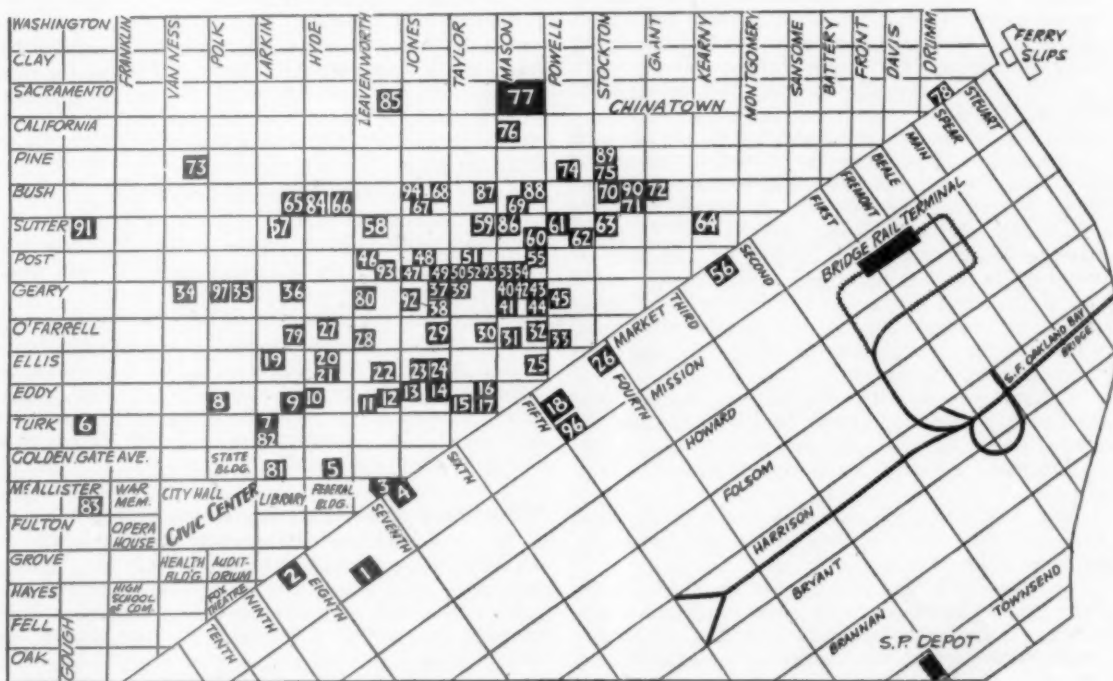 WASHINGTON
FRANKLIN
VAN NESS
POLK
LARKIN
HYDE
LEAVENWORTH
JONES
TAYLOR
MASON
POWELL
STOCKTON
GRANT
KEARNY
MONTGOMERY
SANSOME
BATTERY
FRONT
DAVIS
DRUMM
FERRY
SLIPS
CLAY
SACRAMENTO
85
77
CHINATOWN
78
SPEAR
STEUART
CALIFORNIA
76
MAIN
PINE
73
74
89
75
BEALE
FREMONT
FIRST
BUSH
65
84
66
94
68
67
87
88
69
70
90
71
72
SUTTER
91
57
58
59
86
60
61
62
63
64
SECOND
BRIDGE RAIL TERMINAL
POST
46
93
47
48
49
51
50
52
95
53
54
55
56
GEARY
34
97
35
36
80
92
37
38
39
40
42
43
41
44
45
THIRD
MARKET
O'FARRELL
79
27
28
29
30
31
32
33
26
FOURTH
MISSION
S.F. OAKLAND BAY
BRIDGE
ELLIS
19
20
21
22
23
24
25
EDDY
8
9
10
11
12
13
14
15
16
17
FIFTH
18
96
HOWARD
TURK
6
7
82
GOLDEN GATE AVE.
STATE
BLDG.
81
5
SIXTH
FOLSOM
McALLISTER
83
WAR
MEM.
CITY HALL
CIVIC CENTER
LIBRARY
FEDERAL
BLDG.
3
4
SEVENTH
HARRISON
FULTON
OPERA
HOUSE
GROVE
HEALTH
BLDG.
AUDIT-
ORIUM
2
EIGHTH
1
BRYANT
HAYES
HIGH
SCHOOL
OF COM.
FOX
THEATRE
NINTH
BRANNAN
TOWNSEND
FELL
GOUGH
TENTH
S.P. DEPOT
OAK